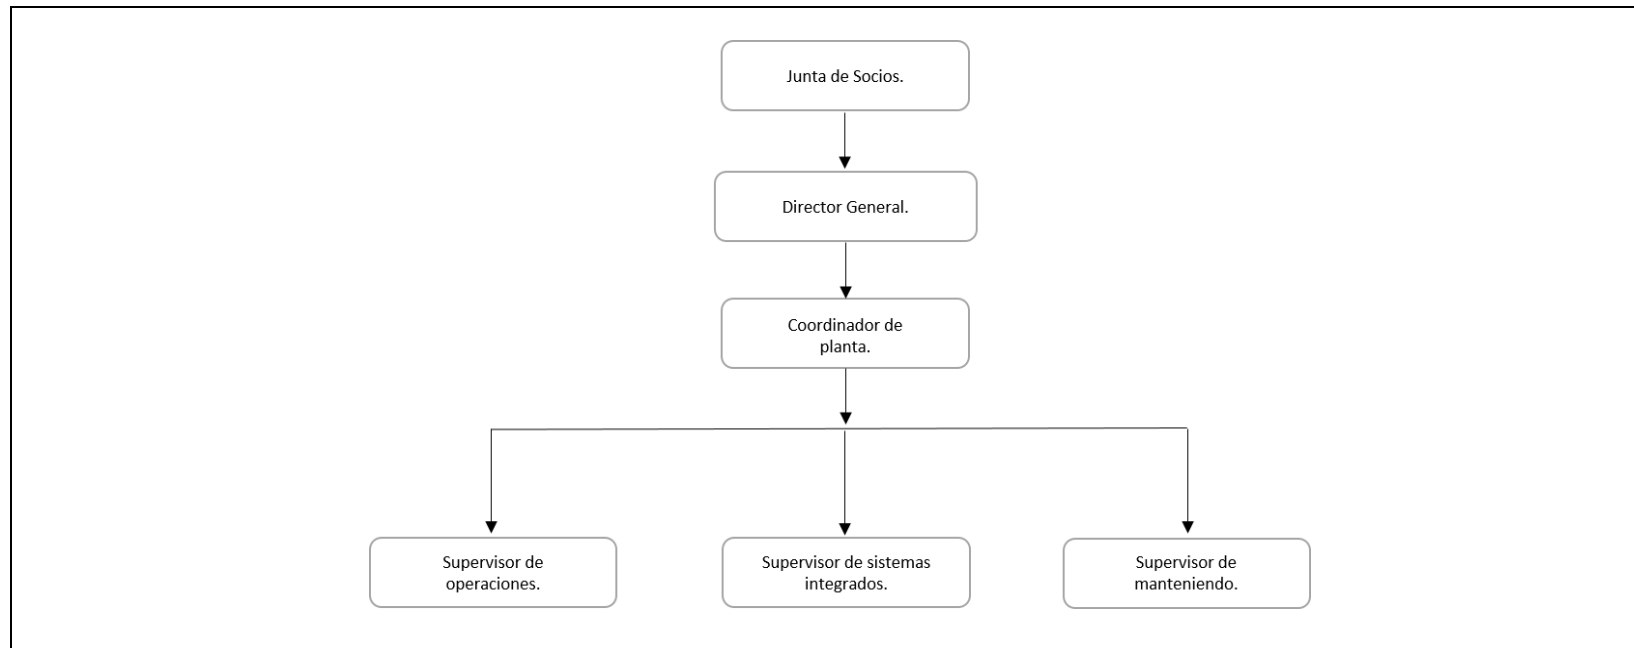 Junta de Socios.
Director General.
Coordinador de
planta.
Supervisor de
operaciones.
Supervisor de sistemas
integrados.
Supervisor de
manteniendo.